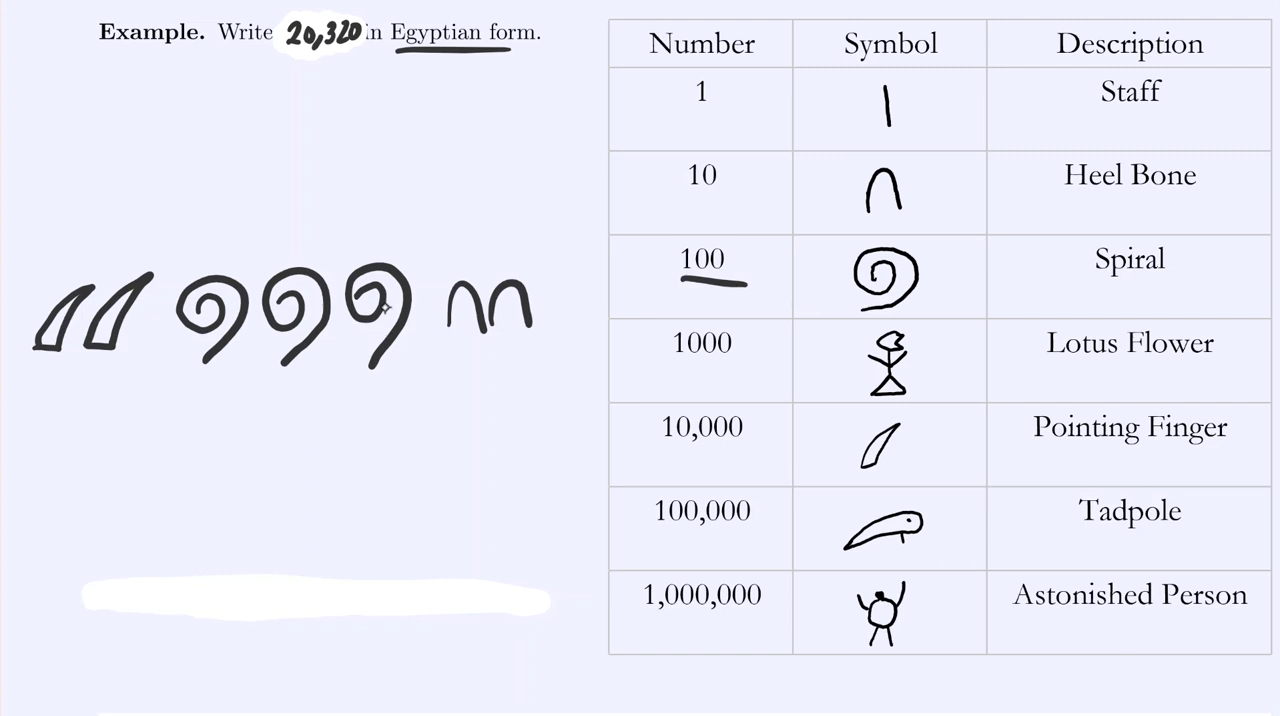 Example. Write 20,320 in Egyptian form.
Number Symbol Description
1 Staff
10 Heel Bone
100 Spiral
1000 Lotus Flower
10,000 Pointing Finger
100,000 Tadpole
1,000,000 Astonished Person